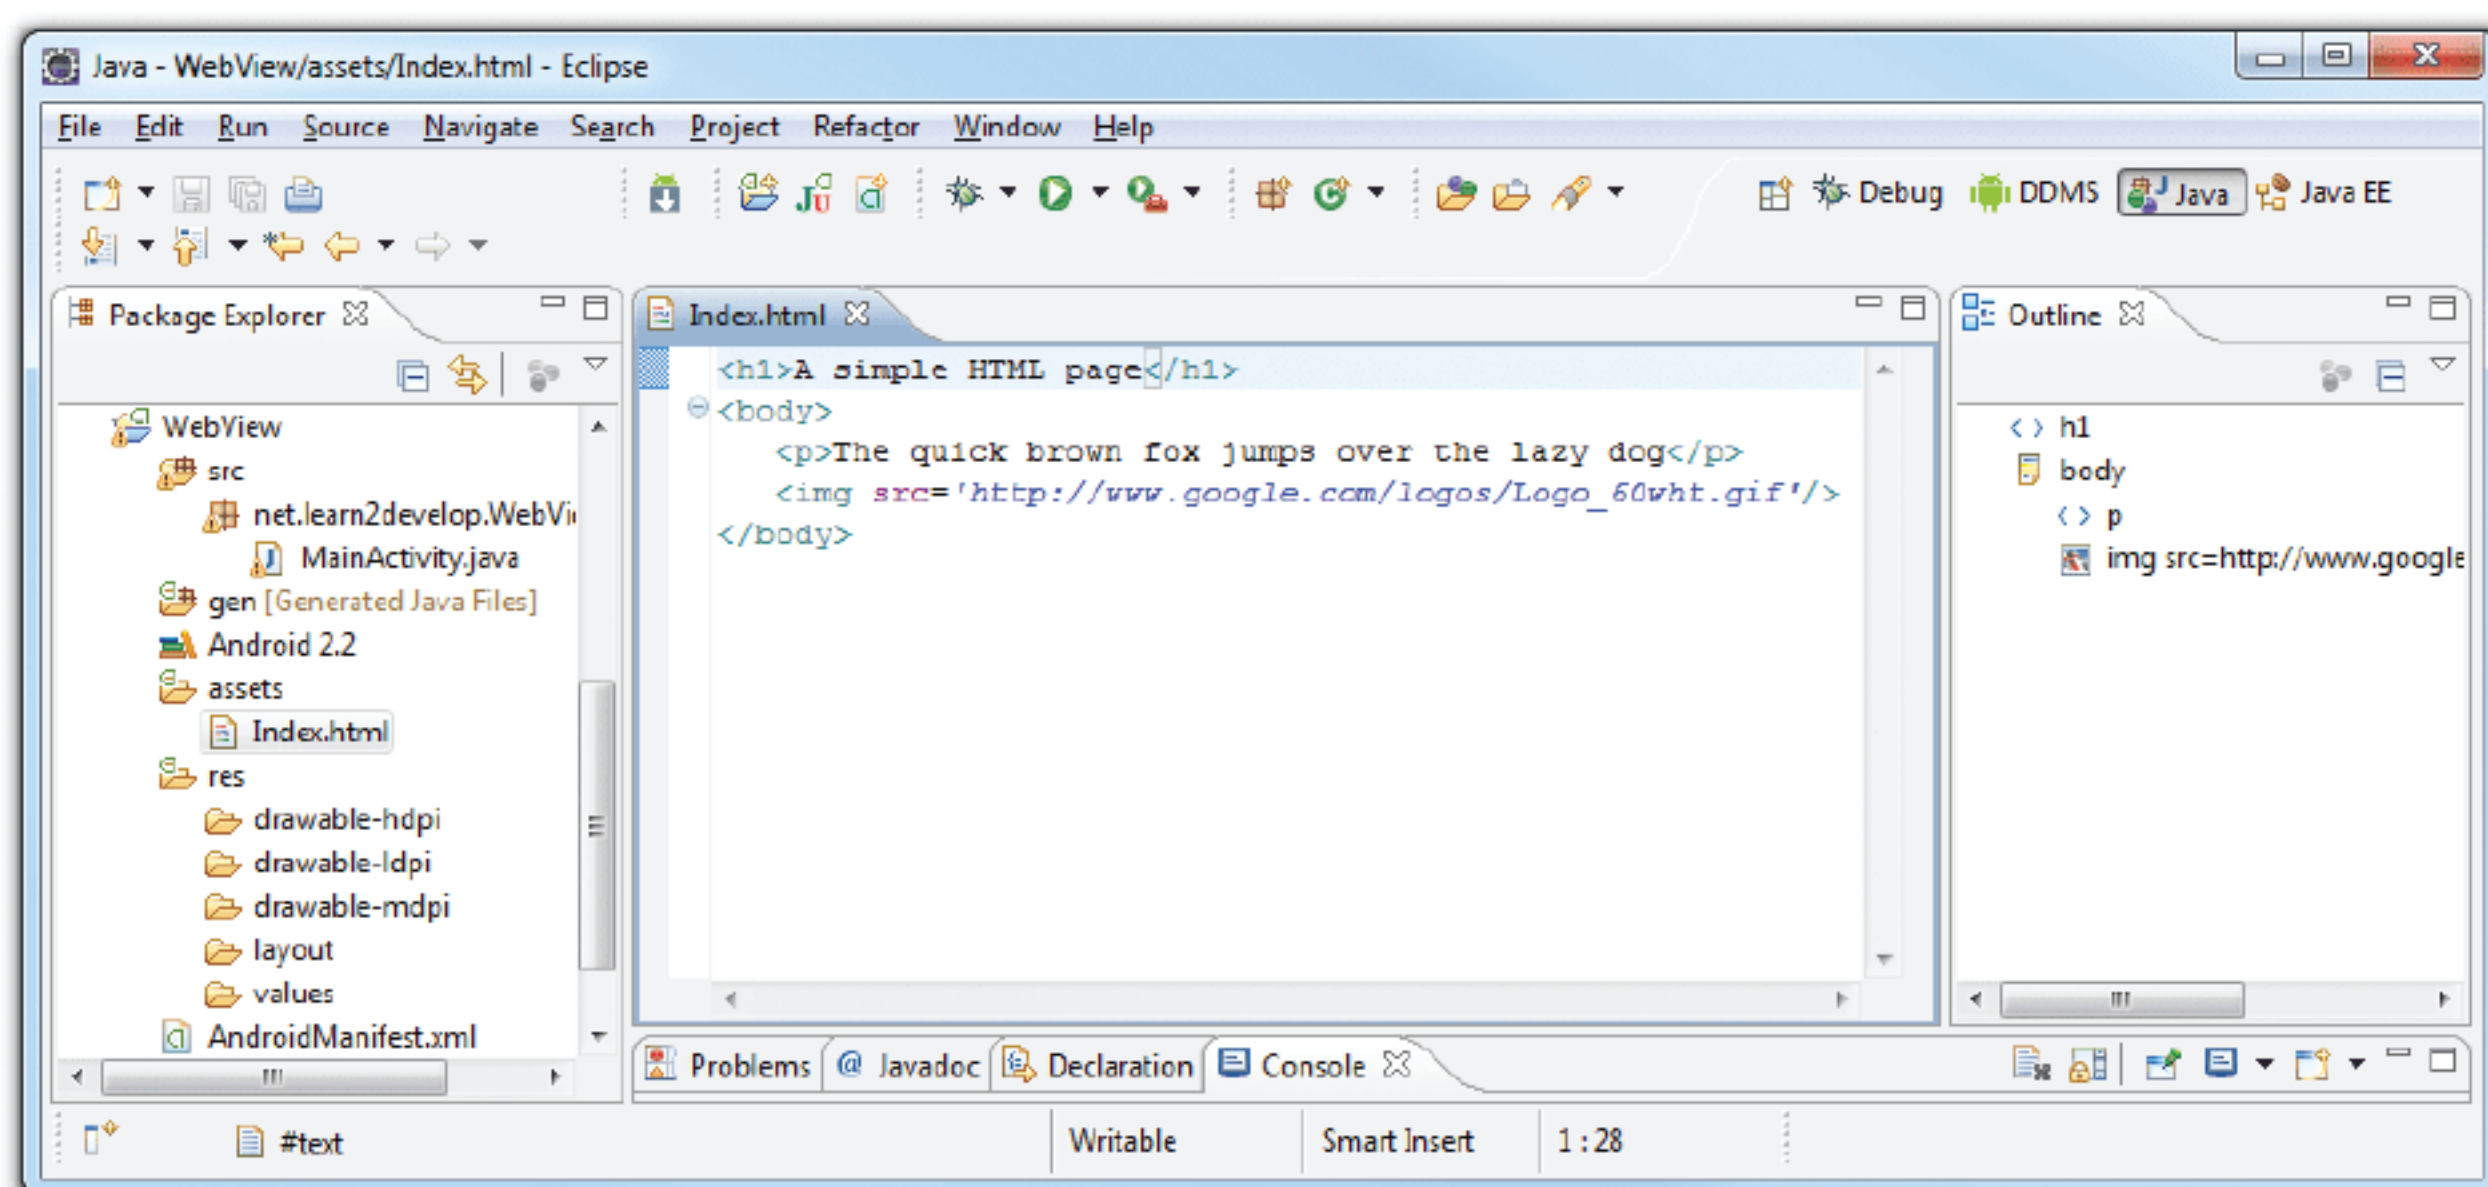 Java - WebView/assets/Index.html - Eclipse
File Edit Run Source Navigate Search Project Refactor Window Help
Debug DDMS Java Java EE
Package Explorer
WebView
src
net.learn2develop.WebVi
MainActivity.java
gen [Generated Java Files]
Android 2.2
assets
Index.html
res
drawable-hdpi
drawable-ldpi
drawable-mdpi
layout
values
AndroidManifest.xml
Index.html
<h1>A simple HTML page</h1>
<body>
<p>The quick brown fox jumps over the lazy dog</p>
<img src='http://www.google.com/logos/Logo_60wht.gif'/>
</body>
Outline
h1
body
p
img src=http://www.google
Problems @ Javadoc Declaration Console
#text Writable Smart Insert 1 : 28